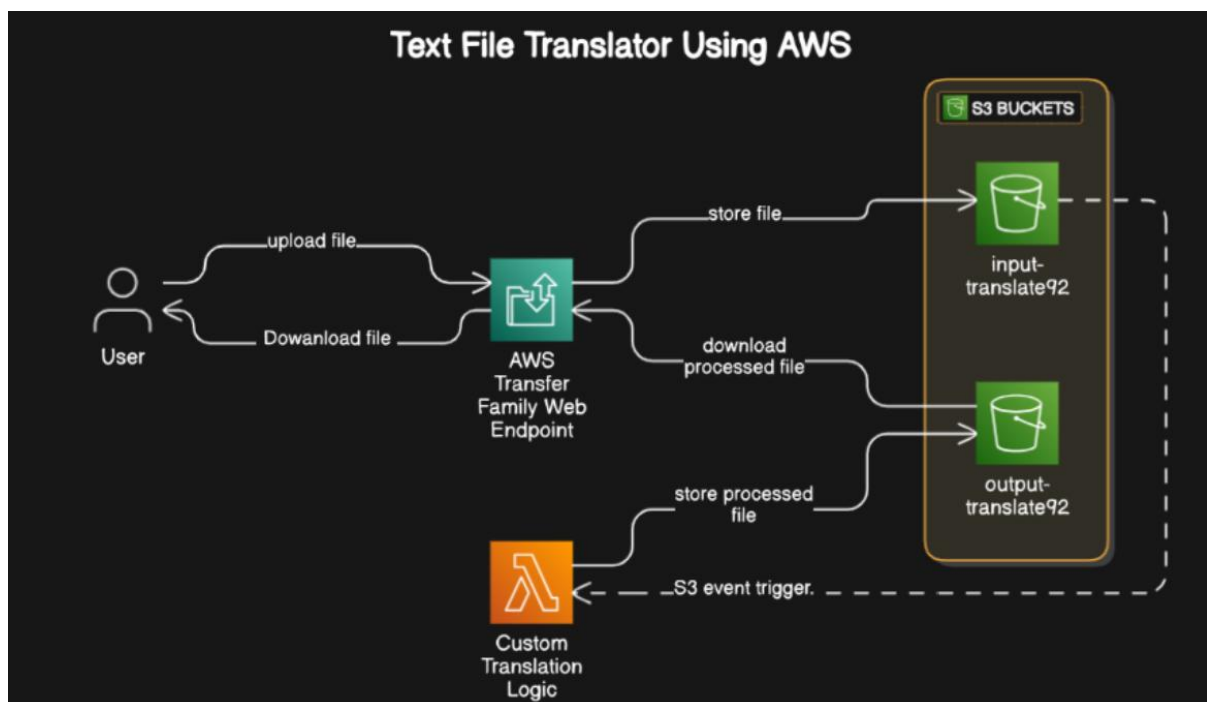 Text File Translator Using AWS
S3 BUCKETS
store file
upload file
input-
translate92
User
Dowanload file
AWS
Transfer
Family Web
Endpoint
download
processed file
output-
translate92
store processed
file
S3 event trigger.
Custom
Translation
Logic